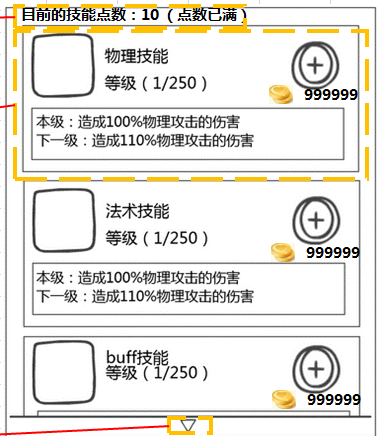 目前的技能点数：10 （点数已满）
物理技能
等级（1/250）
999999
本级：造成100%物理攻击的伤害
下一级：造成110%物理攻击的伤害
法术技能
等级（1/250）
999999
本级：造成100%物理攻击的伤害
下一级：造成110%物理攻击的伤害
buff技能
等级（1/250）
999999